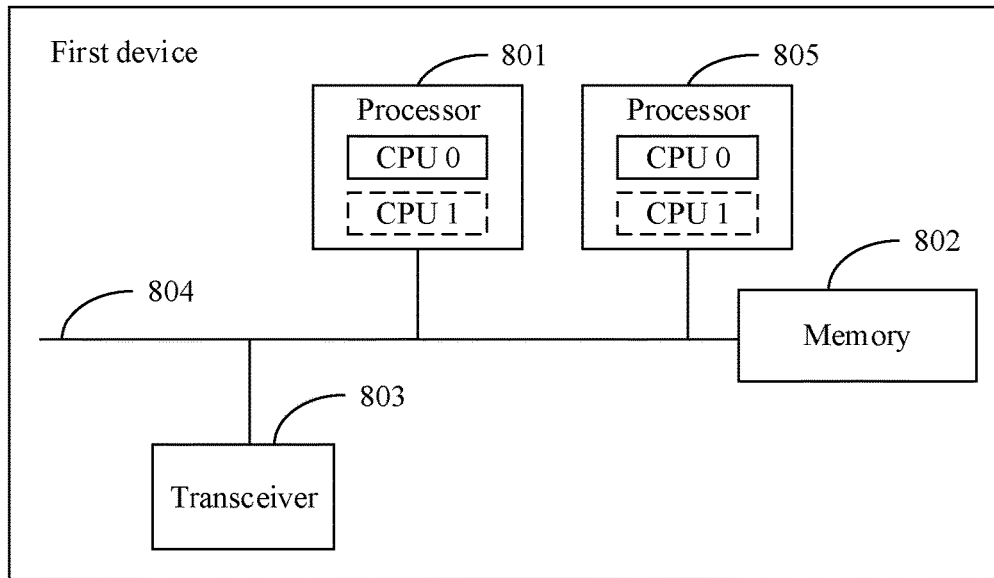 First device
801
805
Processor
Processor
CPU 0
CPU 0
CPU 1
CPU 1
802
804
Memory
803
Transceiver